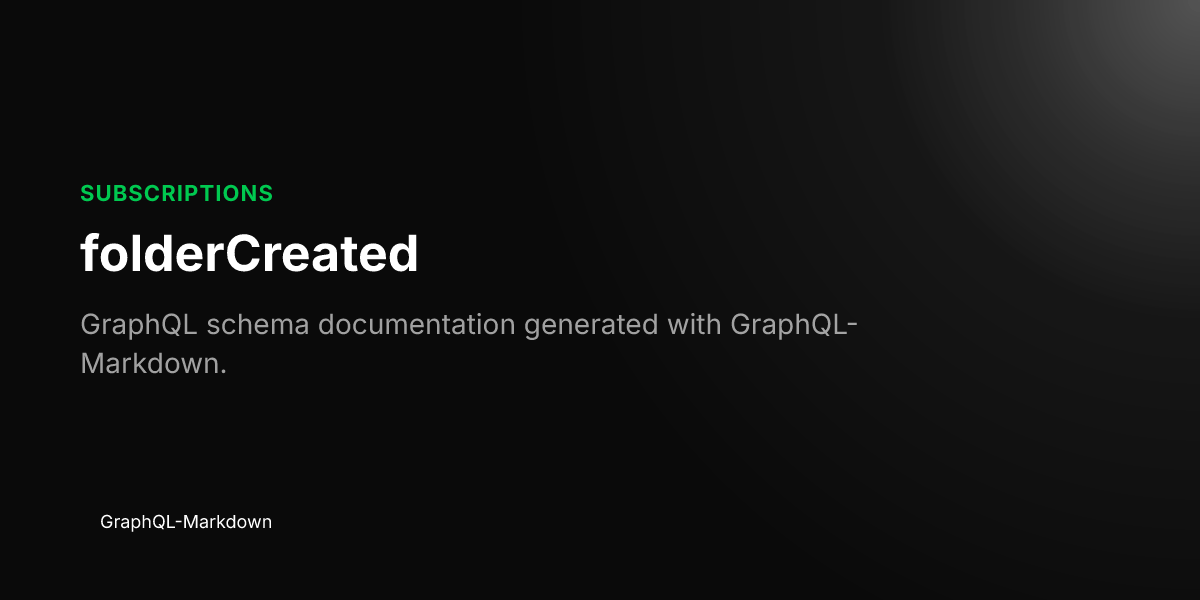 SUBSCRIPTIONS
folderCreated
GraphQL schema documentation generated with GraphQL-
Markdown.
GraphQL-Markdown